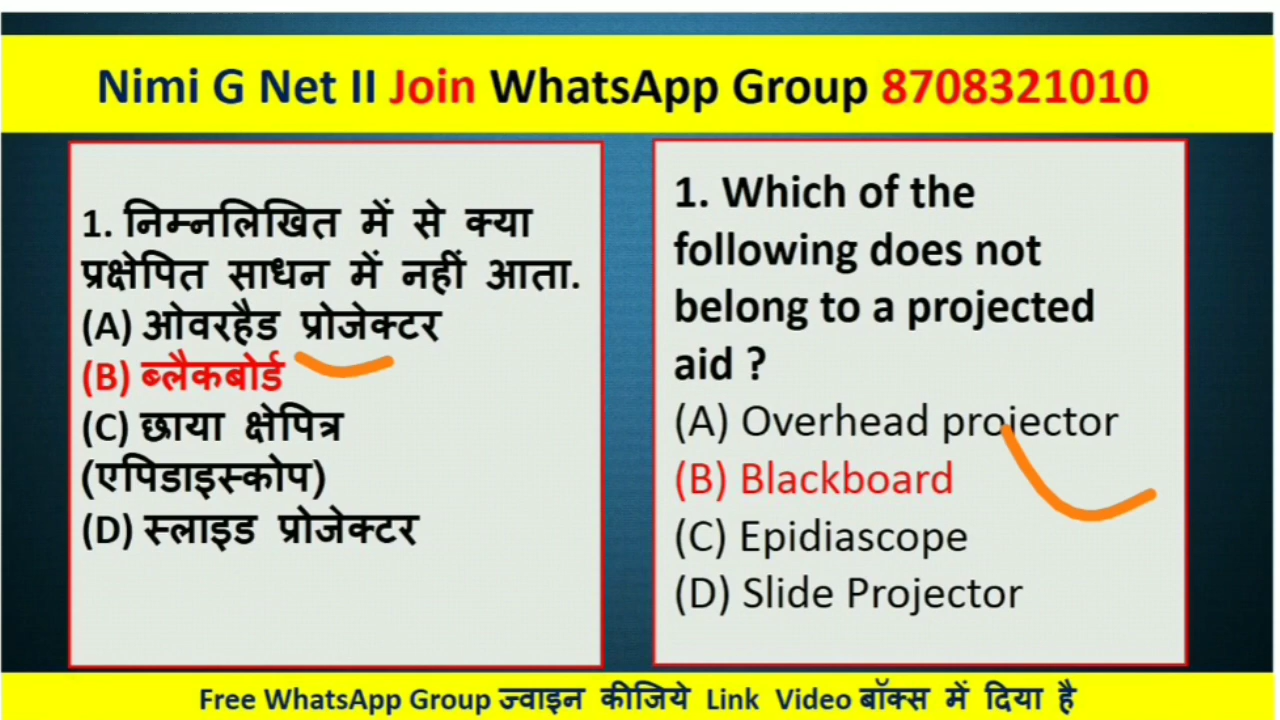 Nimi G Net II Join WhatsApp Group 8708321010
1. निम्नलिखित में से क्या
प्रक्षेपित साधन में नहीं आता.
(A) ओवरहैड प्रोजेक्टर
(B) ब्लैकबोर्ड
(C) छाया क्षेपित्र
(एपिडाइस्कोप)
(D) स्लाइड प्रोजेक्टर
1. Which of the
following does not
belong to a projected
aid ?
(A) Overhead projector
(B) Blackboard
(C) Epidiascope
(D) Slide Projector
Free WhatsApp Group ज्वाइन कीजिये Link Video बॉक्स में दिया है